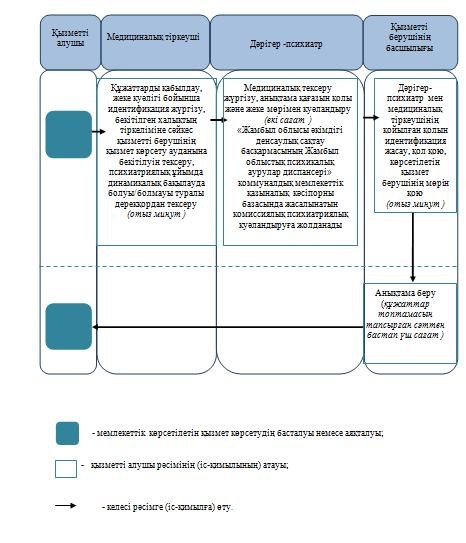 Қызметті
алушы
Медициналық тіркеуші
Дәрігер -психиатр
Қызметті
берушінің
басшылығы
Құжаттарды қабылдау,
жеке куәлігі бойынша
идентификация жүргізу,
бекітілген халықтың
тіркеліміне сәйкес
қызметті берушінің
қызмет көрсету ауданына
бекітілуін тексеру,
психиатриялық ұйымда
динамикалық бақылауда
болуы/болмауы туралы
дерекқордан тексеру
(отыз минут )
Медициналық тексеру
жүргізу, анықтама қағазын қолы
және жеке мөрімен куәландыру
(екі сағат )
«Жамбыл облысы әкімдігі
денсаулық сақтау
басқармасының Жамбыл
облыстық психикалық
аурулар диспансері»
коммуналдық мемлекеттік
қазыналық кәсіпорны
базасында жасалынатын
комиссиялық психиатриялық
куәландыруға жолданады
Дәрігер-
психиатр мен
медициналық
тіркеушінің
қойылған қолын
идентификация
жасау, қол қою,
көрсетілетін
қызмет
берушінің мөрін
қою
(отыз минут )
Анықтама беру
(құжаттар
топтамасын
тапсырған сәттен
бастап үш сағат )
- мемлекеттік көрсетілетін қызмет көрсетудің басталуы немесе аяқталуы;
- қызметті алушы рәсімінің (іс-қимылының) атауы;
- келесі рәсімге (іс-қимылға) өту.